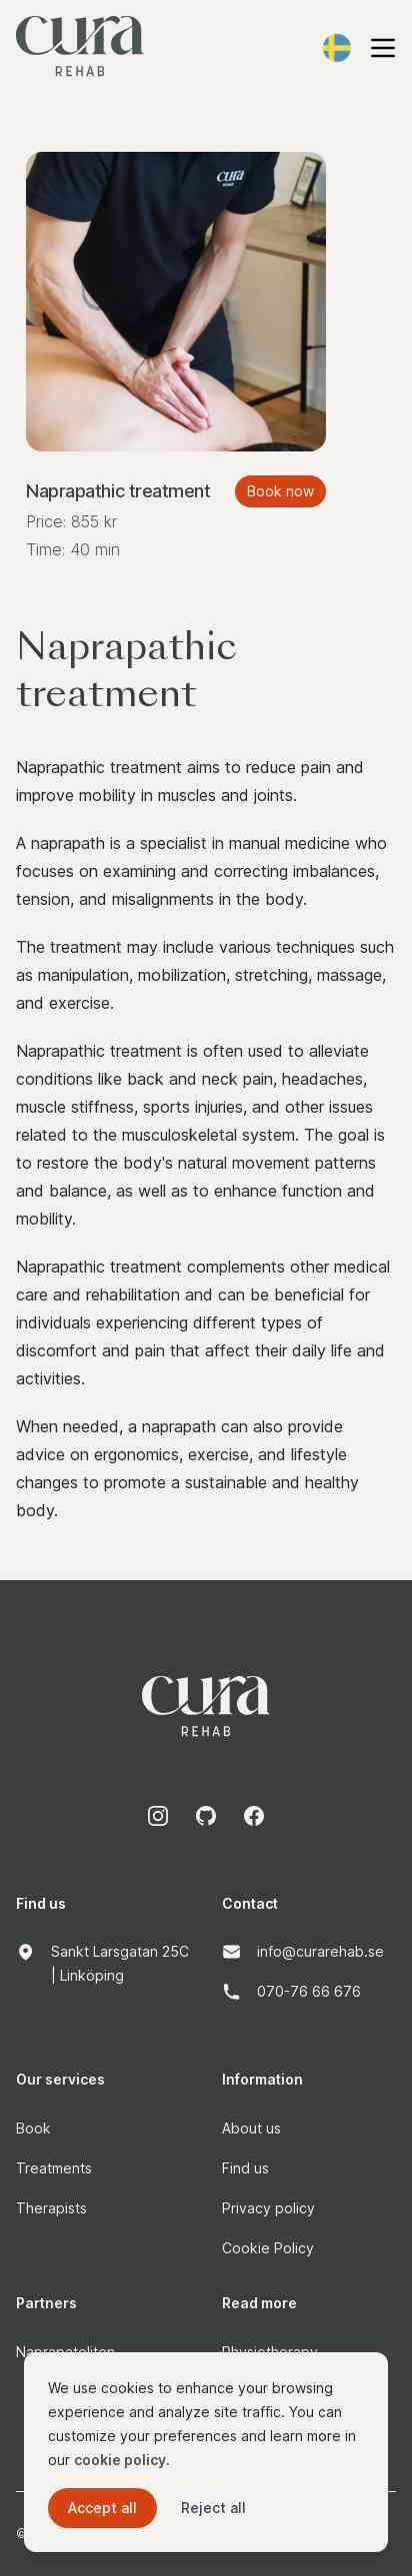 cura
REHAB
cura
REHAB
Naprapathic treatment
Book now
Price: 855 kr
Time: 40 min
Naprapathic
treatment
Naprapathic treatment aims to reduce pain and
improve mobility in muscles and joints.
A naprapath is a specialist in manual medicine who
focuses on examining and correcting imbalances,
tension, and misalignments in the body.
The treatment may include various techniques such
as manipulation, mobilization, stretching, massage,
and exercise.
Naprapathic treatment is often used to alleviate
conditions like back and neck pain, headaches,
muscle stiffness, sports injuries, and other issues
related to the musculoskeletal system. The goal is
to restore the body's natural movement patterns
and balance, as well as to enhance function and
mobility.
Naprapathic treatment complements other medical
care and rehabilitation and can be beneficial for
individuals experiencing different types of
discomfort and pain that affect their daily life and
activities.
When needed, a naprapath can also provide
advice on ergonomics, exercise, and lifestyle
changes to promote a sustainable and healthy
body.
cura
REHAB
Find us
Sankt Larsgatan 25C
| Linköping
Contact
info@curarehab.se
070-76 66 676
Our services
Book
Treatments
Therapists
Information
About us
Find us
Privacy policy
Cookie Policy
Partners
Read more
We use cookies to enhance your browsing
experience and analyze site traffic. You can
customize your preferences and learn more in
our cookie policy.
Accept all
Reject all
©